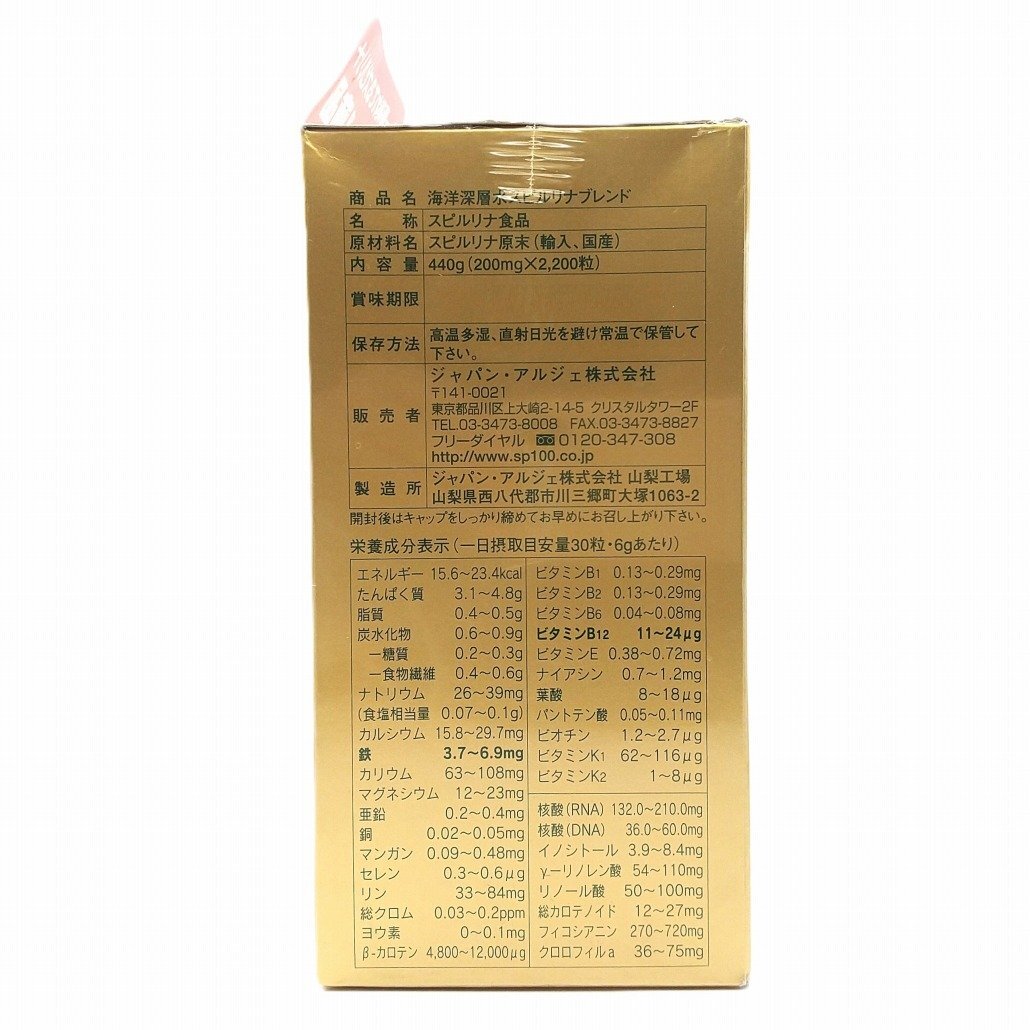 商品名 海洋深層水スピルリナブレンド
名称 スピルリナ食品
原材料名 スピルリナ原末(輸入、国産)
内容量 440g(200mg×2,200粒)
賞味期限
保存方法 高温多湿、直射日光を避け常温で保管して
下さい。
販売者 ジャパン・アルジェ株式会社
〒141-0021
東京都品川区上大崎2-14-5 クリスタルタワー2F
TEL.03-3473-8008 FAX.03-3473-8827
フリーダイヤル 0120-347-308
http://www.sp100.co.jp
製造所 ジャパン・アルジェ株式会社 山梨工場
山梨県西八代郡市川三郷町大塚1063-2
開封後はキャップをしっかり締めてお早めにお召し上がり下さい。
栄養成分表示(一日摂取目安量30粒・6gあたり)
エネルギー 15.6〜23.4kcal
たんぱく質 3.1〜4.8g
脂質 0.4〜0.5g
炭水化物 0.6〜0.9g
ー糖質 0.2〜0.3g
ー食物繊維 0.4〜0.6g
ナトリウム 26〜39mg
(食塩相当量 0.07〜0.1g)
カルシウム 15.8〜29.7mg
鉄 3.7〜6.9mg
カリウム 63〜108mg
マグネシウム 12〜23mg
亜鉛 0.2〜0.4mg
銅 0.02〜0.05mg
マンガン 0.09〜0.48mg
セレン 0.3〜0.6μg
リン 33〜84mg
総クロム 0.03〜0.2ppm
ヨウ素 0〜0.1mg
β-カロテン 4,800〜12,000μg
ビタミンB1 0.13〜0.29mg
ビタミンB2 0.13〜0.29mg
ビタミンB6 0.04〜0.08mg
ビタミンB12 11〜24μg
ビタミンE 0.38〜0.72mg
ナイアシン 0.7〜1.2mg
葉酸 8〜18μg
パントテン酸 0.05〜0.11mg
ビオチン 1.2〜2.7μg
ビタミンK1 62〜116μg
ビタミンK2 1〜8μg
核酸(RNA) 132.0〜210.0mg
核酸(DNA) 36.0〜60.0mg
イノシトール 3.9〜8.4mg
γ-リノレン酸 54〜110mg
リノール酸 50〜100mg
総カロテノイド 12〜27mg
フィコシアニン 270〜720mg
クロロフィルa 36〜75mg